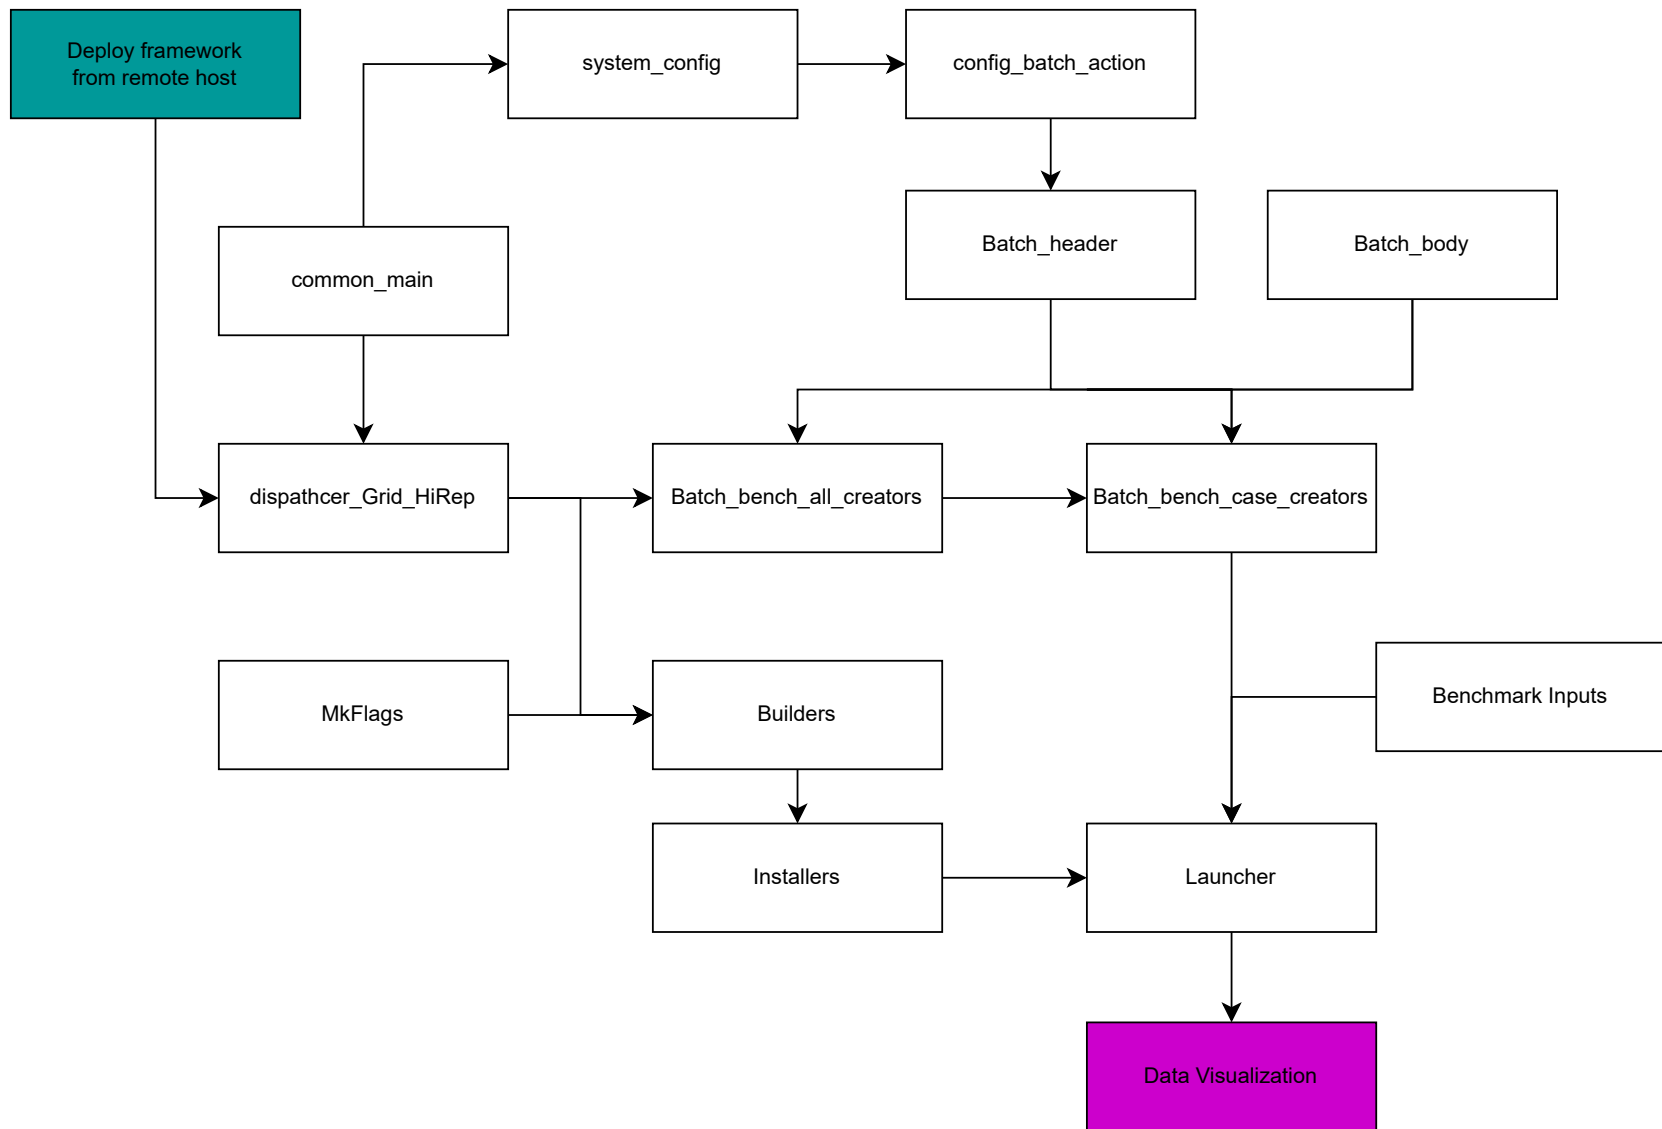 Deploy framework
from remote host
system_config
config_batch_action
Batch_header
Batch_body
common_main
dispathcer_Grid_HiRep
Batch_bench_all_creators
Batch_bench_case_creators
MkFlags
Builders
Benchmark Inputs
Installers
Launcher
Data Visualization